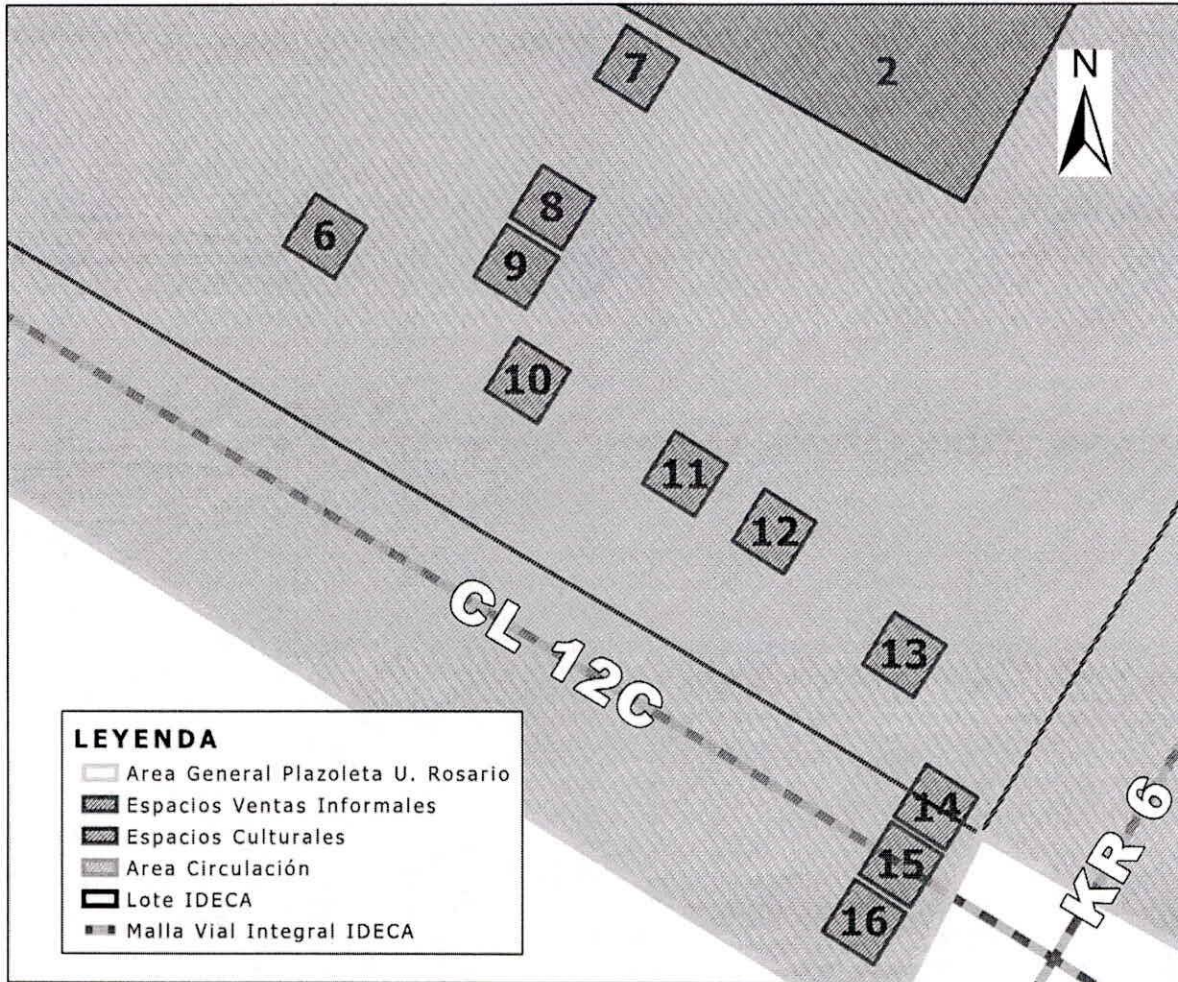 2
7
N
8
6
9
10
11
12
13
CL 12C
14
15
16
KR 6
LEYENDA
Area General Plazoleta U. Rosario
Espacios Ventas Informales
Espacios Culturales
Area Circulación
Lote IDECA
Malla Vial Integral IDECA